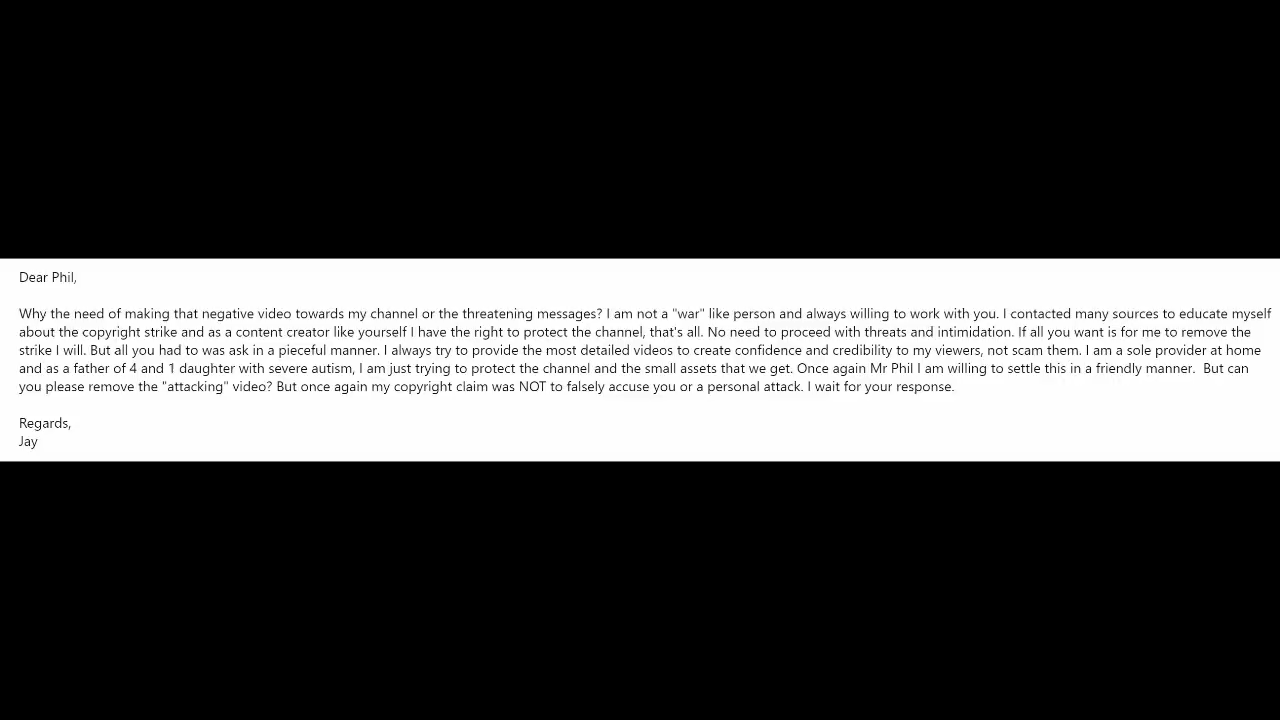 Dear Phil,
Why the need of making that negative video towards my channel or the threatening messages? I am not a "war" like person and always willing to work with you. I contacted many sources to educate myself
about the copyright strike and as a content creator like yourself I have the right to protect the channel, that's all. No need to proceed with threats and intimidation. If all you want is for me to remove the
strike I will. But all you had to was ask in a pieceful manner. I always try to provide the most detailed videos to create confidence and credibility to my viewers, not scam them. I am a sole provider at home
and as a father of 4 and 1 daughter with severe autism, I am just trying to protect the channel and the small assets that we get. Once again Mr Phil I am willing to settle this in a friendly manner.  But can
you please remove the "attacking" video? But once again my copyright claim was NOT to falsely accuse you or a personal attack. I wait for your response.
Regards,
Jay